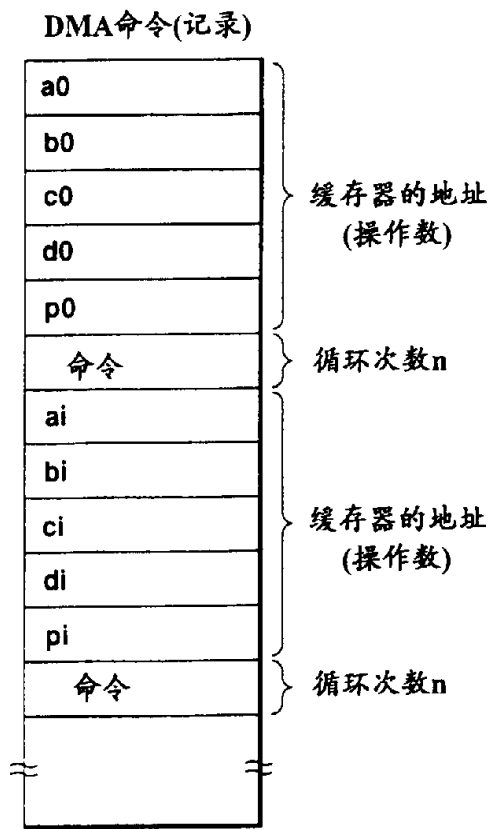 DMA命令(记录)
a0
b0
c0
d0
p0
缓存器的地址
(操作数)
命令
循环次数n
ai
bi
ci
di
pi
缓存器的地址
(操作数)
命令
循环次数n